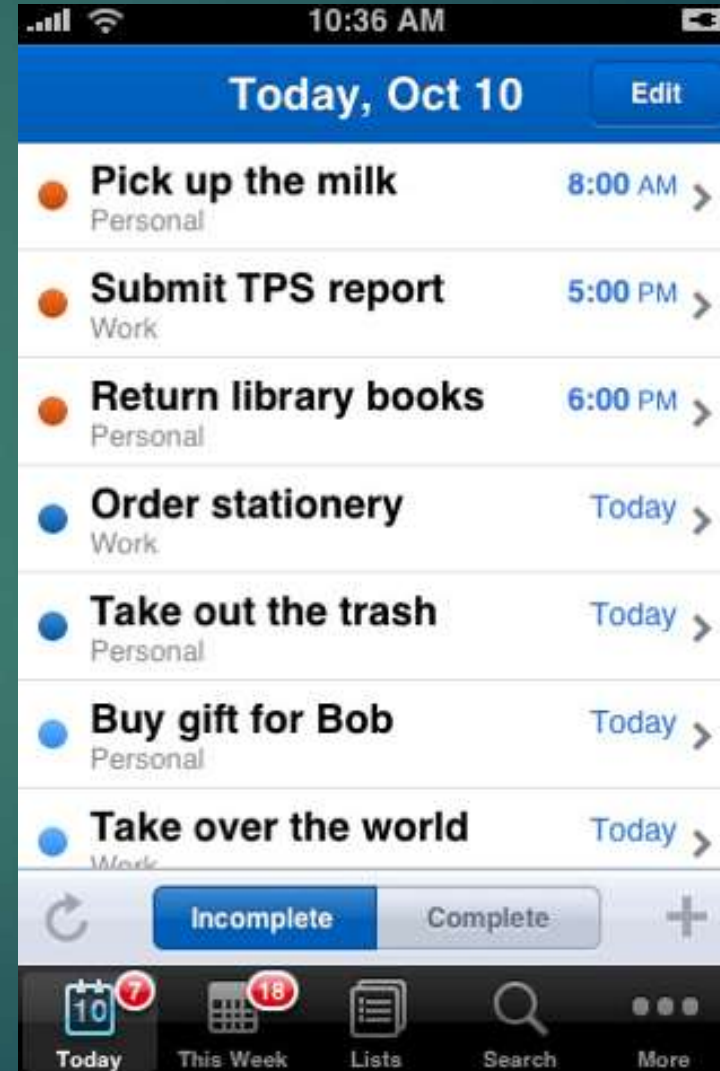 10:36 AM
Today, Oct 10 Edit
Pick up the milk 8:00 AM
Personal
Submit TPS report 5:00 PM
Work
Return library books 6:00 PM
Personal
Order stationery Today
Work
Take out the trash Today
Personal
Buy gift for Bob Today
Personal
Take over the world Today
Work
Incomplete Complete
10 7 18
Today This Week Lists Search More